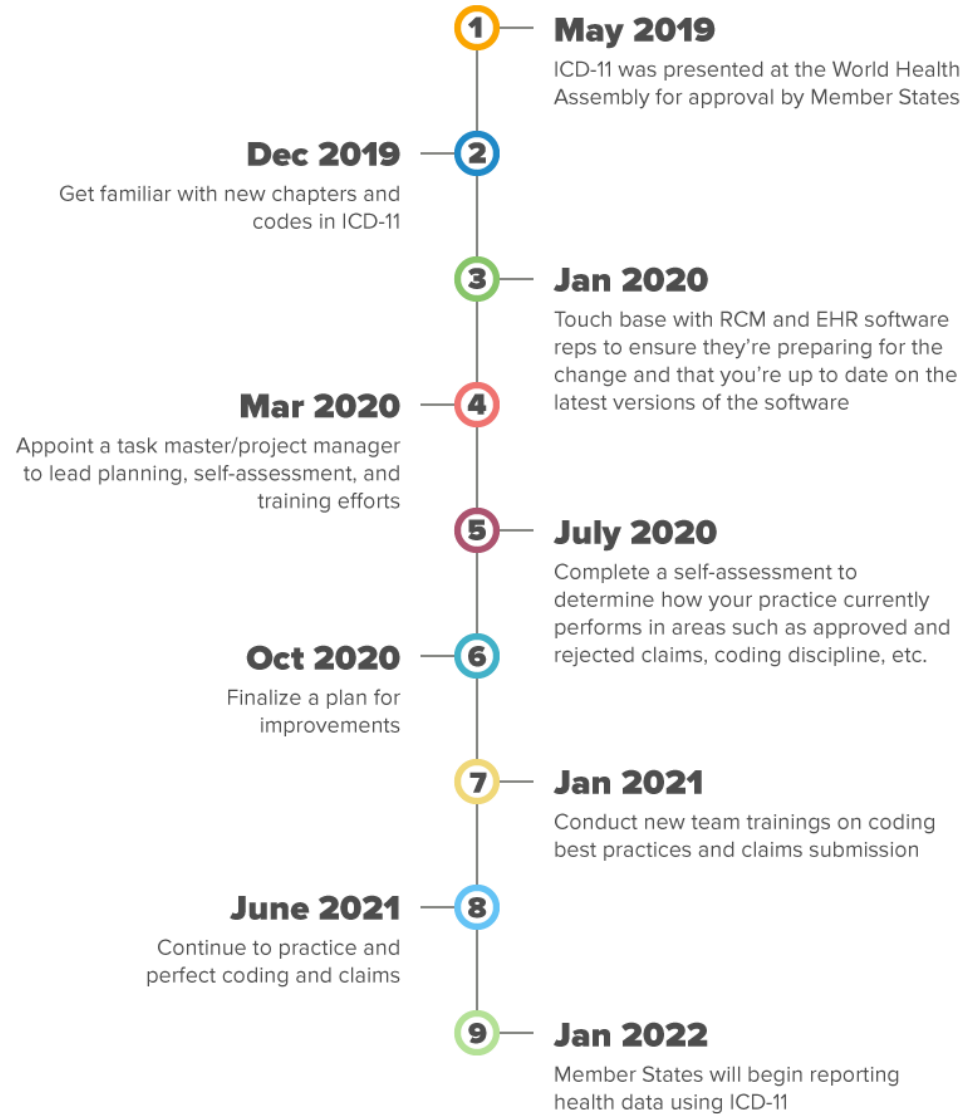 1
May 2019
ICD-11 was presented at the World Health
Assembly for approval by Member States
2
Dec 2019
Get familiar with new chapters and
codes in ICD-11
3
Jan 2020
Touch base with RCM and EHR software
reps to ensure they’re preparing for the
change and that you’re up to date on the
latest versions of the software
4
Mar 2020
Appoint a task master/project manager
to lead planning, self-assessment, and
training efforts
5
July 2020
Complete a self-assessment to
determine how your practice currently
performs in areas such as approved and
rejected claims, coding discipline, etc.
6
Oct 2020
Finalize a plan for
improvements
7
Jan 2021
Conduct new team trainings on coding
best practices and claims submission
8
June 2021
Continue to practice and
perfect coding and claims
9
Jan 2022
Member States will begin reporting
health data using ICD-11